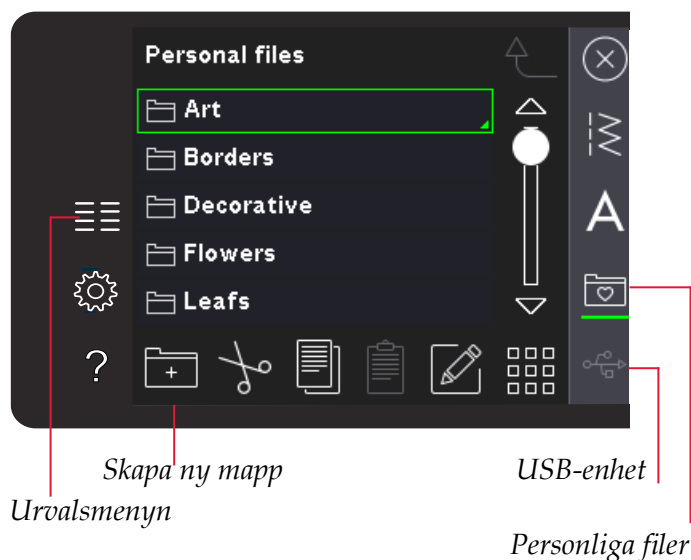 Personal files
Art
Borders
Decorative
Flowers
Leafs
A
?
Skapa ny mapp
USB-enhet
Urvalsmenyn
Personliga filer